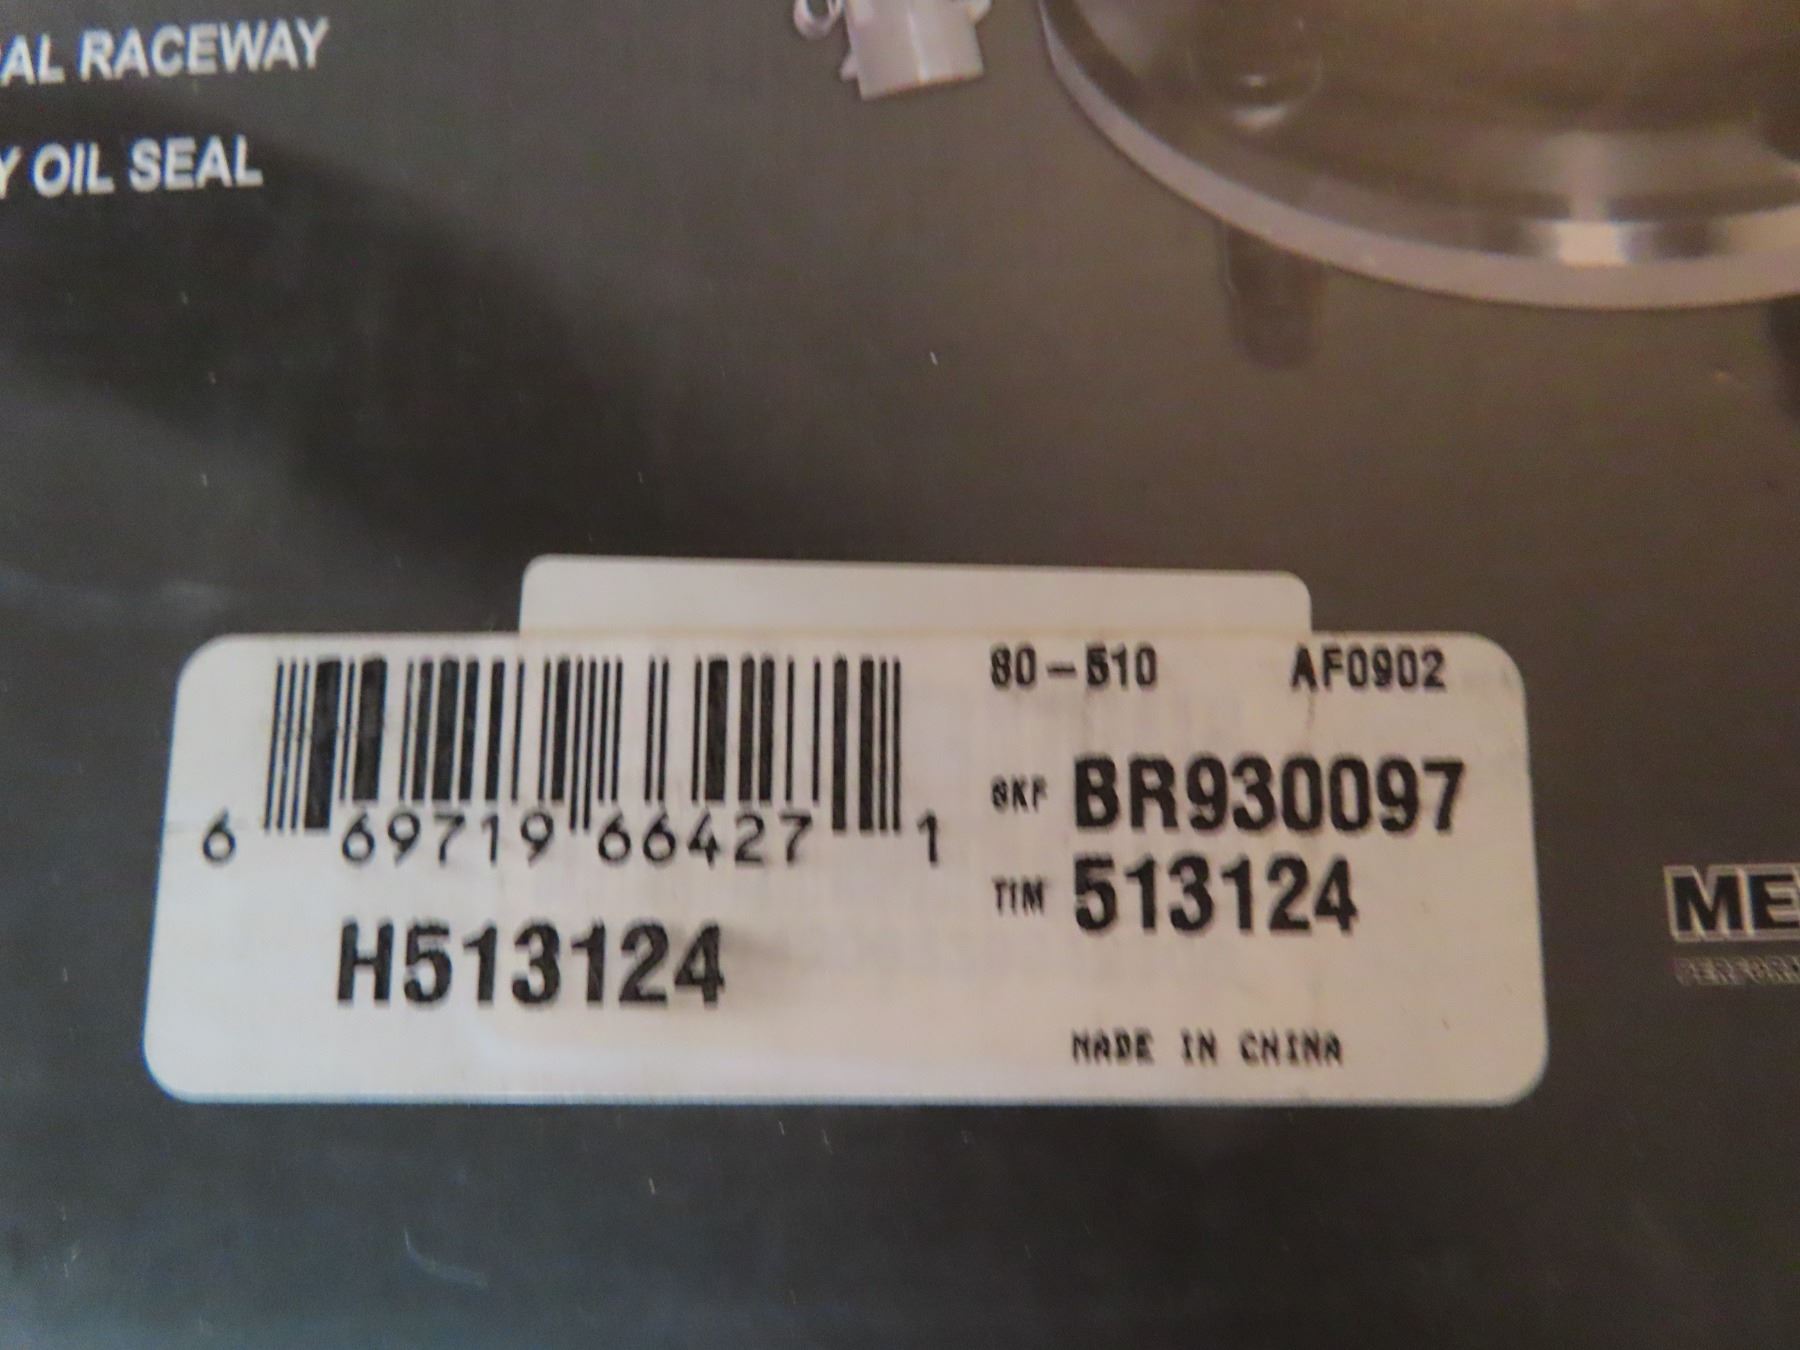 AL RACEWAY
Y OIL SEAL
80-510 AF0902
SKF BR930097
6 69719 66427 1
TIM 513124
H513124
MADE IN CHINA
ME
PERFORM